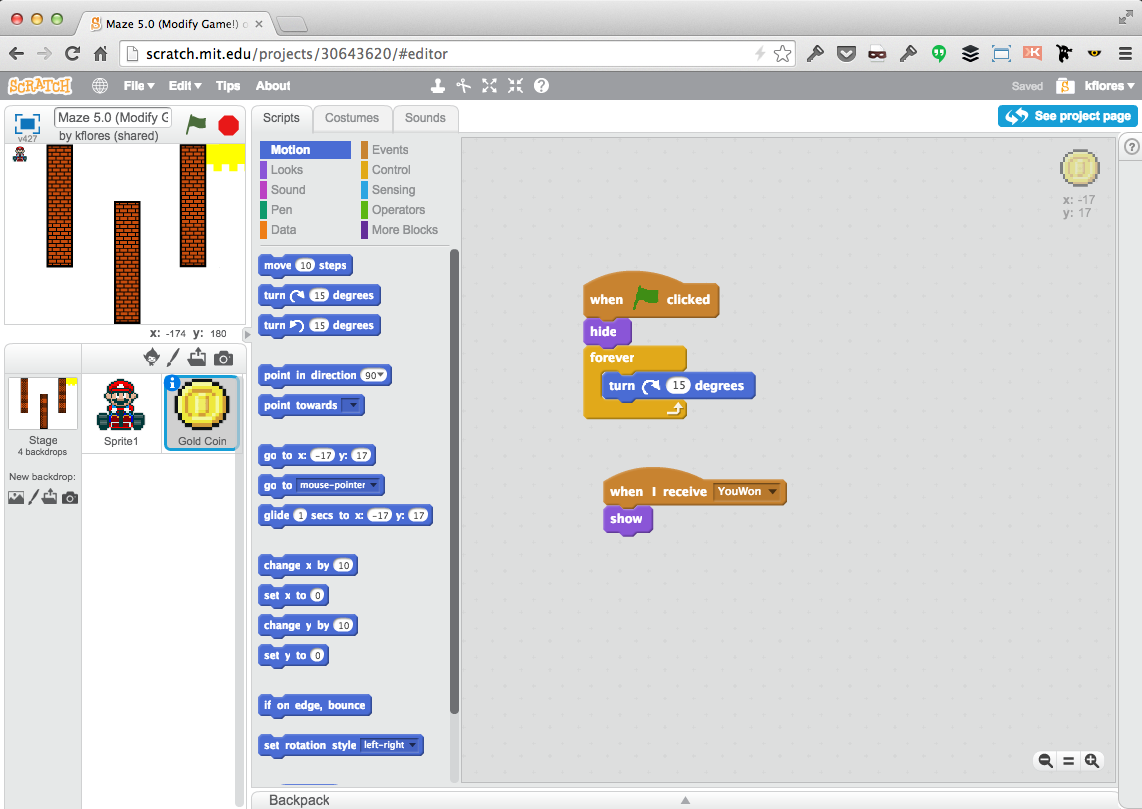 Maze 5.0 (Modify Game!) o
scratch.mit.edu/projects/30643620/#editor
SCRATCH
File Edit Tips About
Saved
kflores
v427
Maze 5.0 (Modify G
by kflores (shared)
x: -174 y: 180
Sprite1
Gold Coin
Stage
4 backdrops
New backdrop:
Scripts Costumes Sounds
See project page
Motion
Looks
Sound
Pen
Data
Events
Control
Sensing
Operators
More Blocks
move 10 steps
turn 15 degrees
turn 15 degrees
point in direction 90
point towards
go to x: -17 y: 17
go to mouse-pointer
glide 1 secs to x: -17 y: 17
change x by 10
set x to 0
change y by 10
set y to 0
if on edge, bounce
set rotation style left-right
when clicked
hide
forever
turn 15 degrees
when I receive YouWon
show
x: -17
y: 17
Backpack